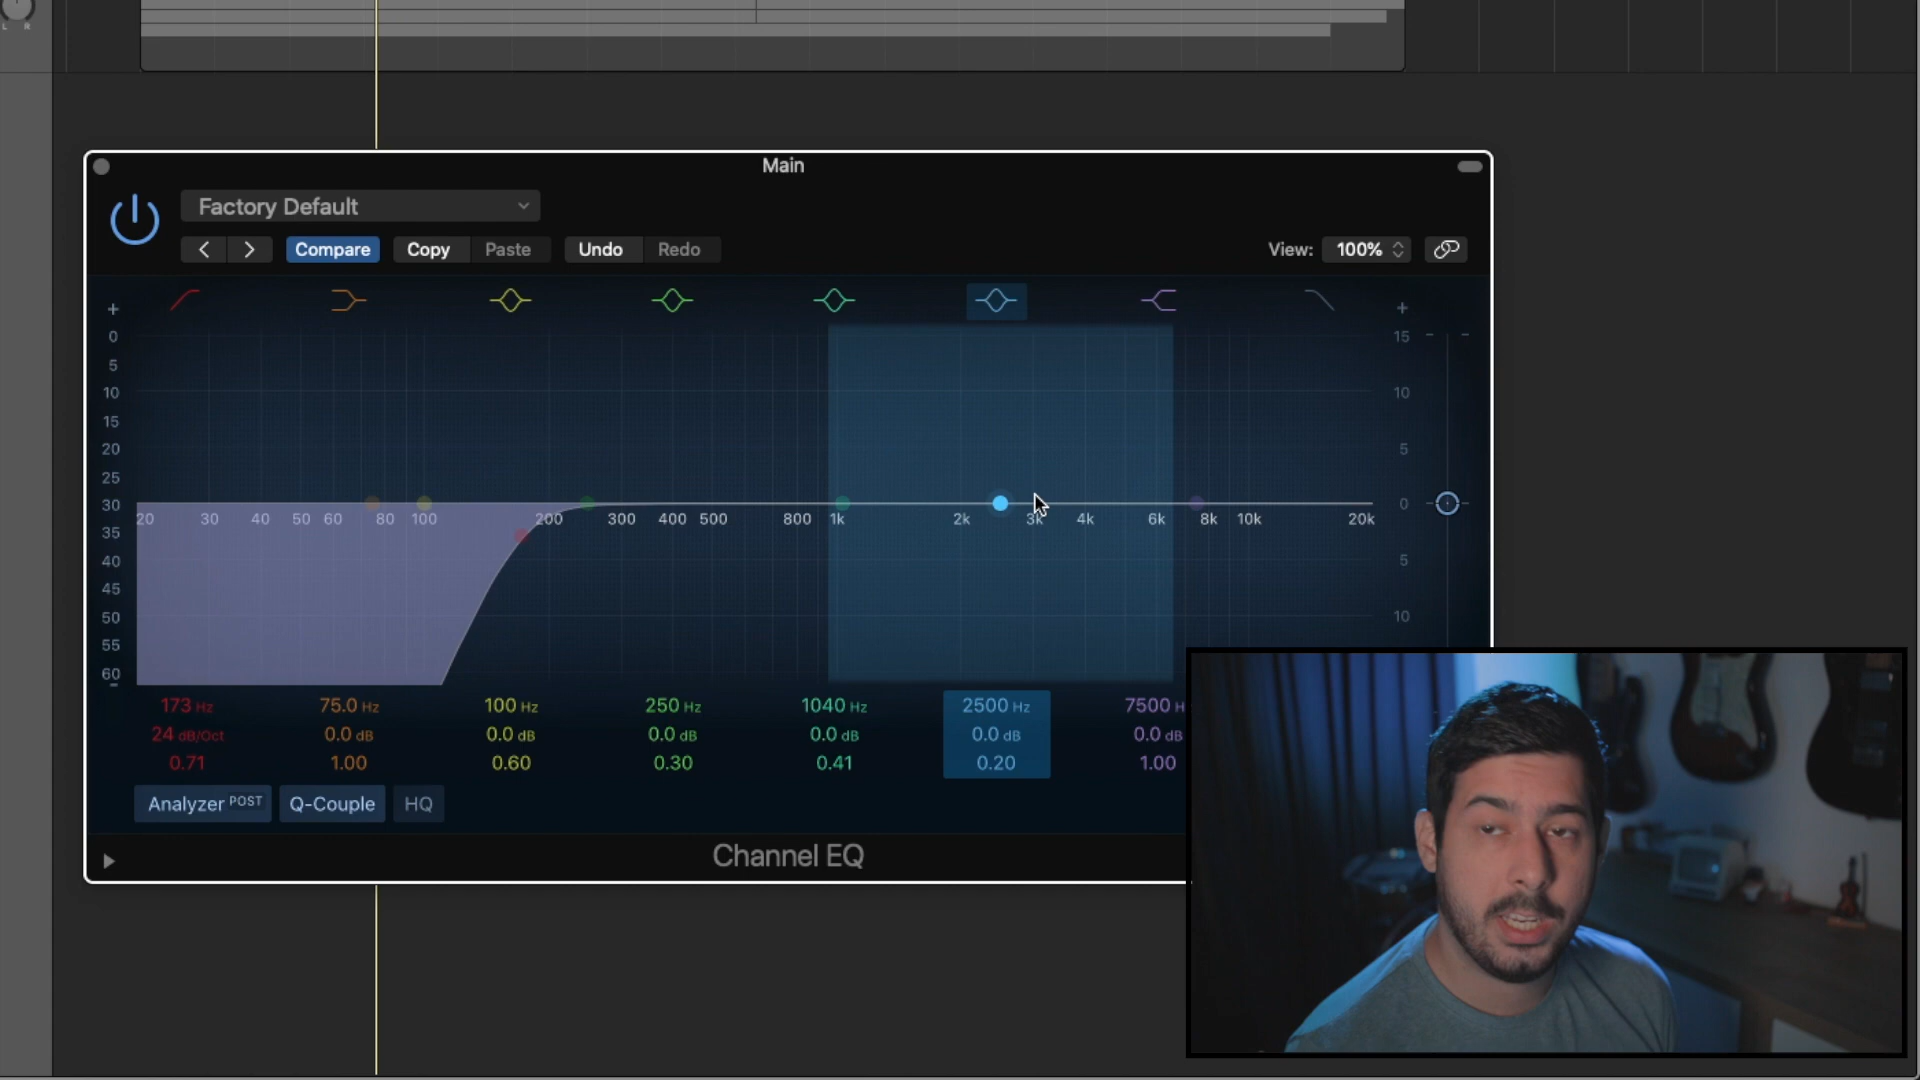 L R
Main
Factory Default
Compare Copy Paste Undo Redo View: 100%
+ +
0 15
5
10 10
15
20 5
25
30 0
20 30 40 50 60 80 100 200 300 400 500 800 1k 2k 3k 4k 6k 8k 10k 20k
35
40 5
45
50 10
55
60
173 Hz 75.0 Hz 100 Hz 250 Hz 1040 Hz 2500 Hz 7500 H
24 dB/Oct 0.0 dB 0.0 dB 0.0 dB 0.0 dB 0.0 dB 0.0 dB
0.71 1.00 0.60 0.30 0.41 0.20 1.00
Analyzer POST Q-Couple HQ
Channel EQ